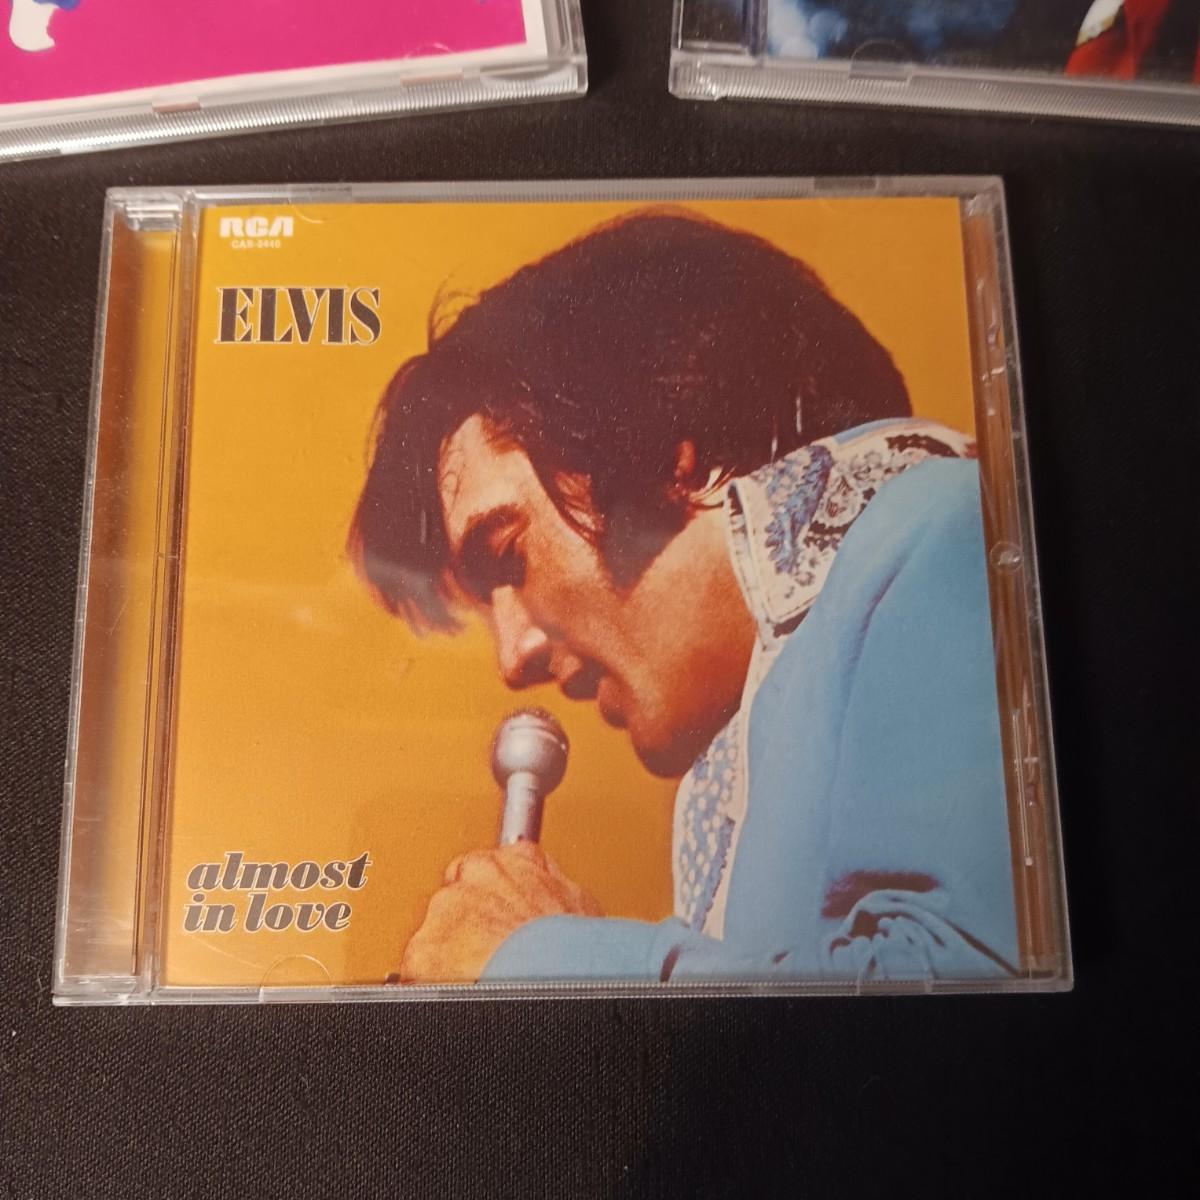 RCA
CAS-2440
ELVIS
almost
in love